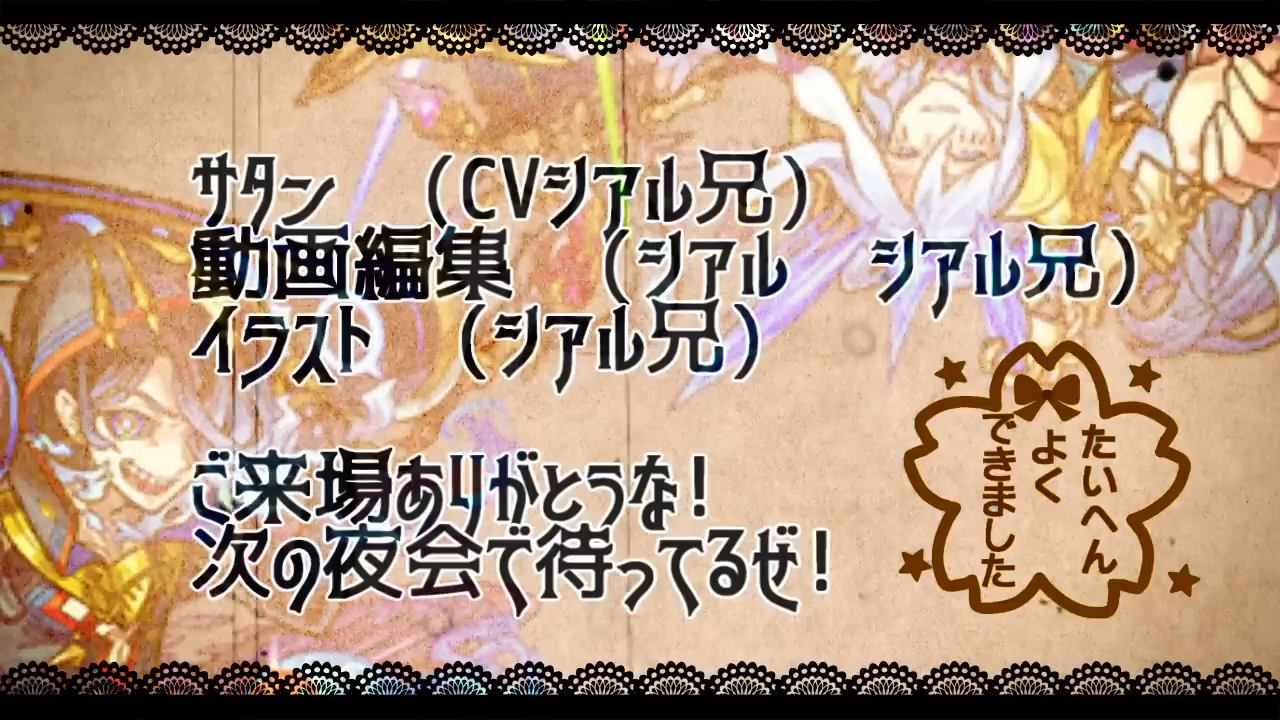 サタン　（CVシアル兄）
動画編集　（シアル　シアル兄）
イラスト　（シアル兄）
ご来場ありがとうな！
次の夜会で待ってるぜ！
たいへん
よく
できました